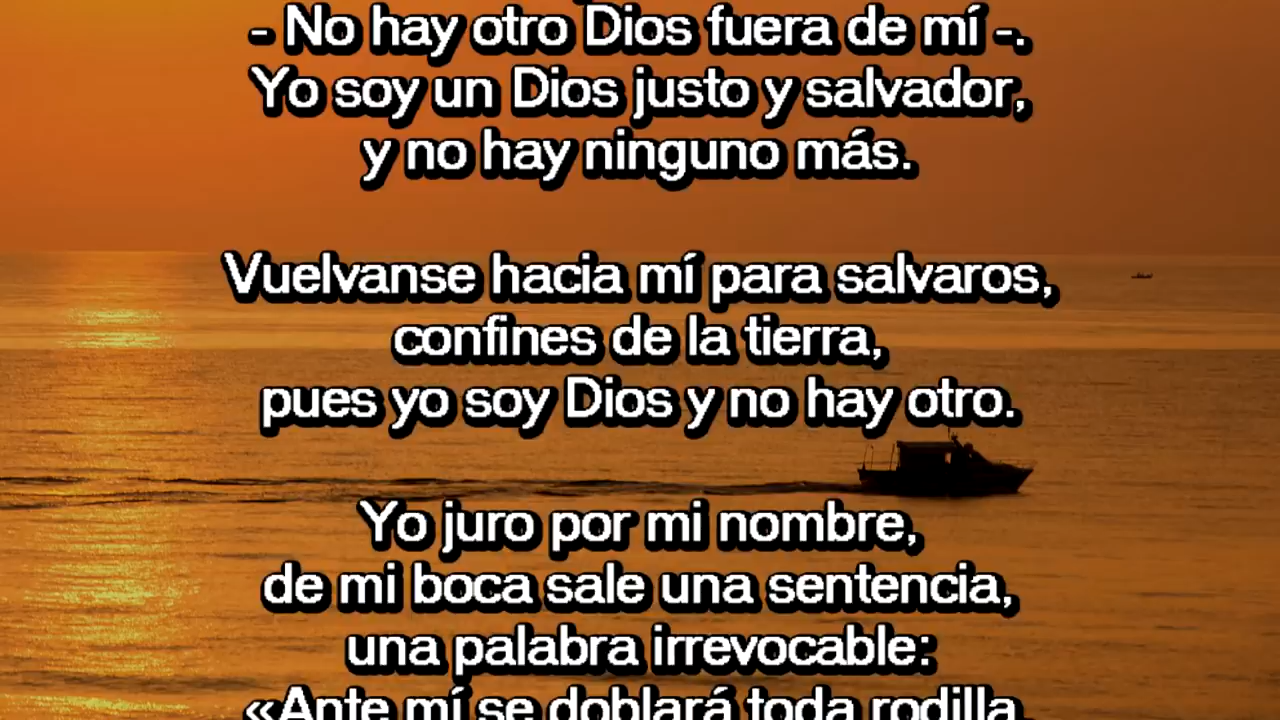 - No hay otro Dios fuera de mí -.
Yo soy un Dios justo y salvador,
y no hay ninguno más.
Vuelvanse hacia mí para salvaros,
confines de la tierra,
pues yo soy Dios y no hay otro.
Yo juro por mi nombre,
de mi boca sale una sentencia,
una palabra irrevocable:
«Ante mí se doblará toda rodilla,